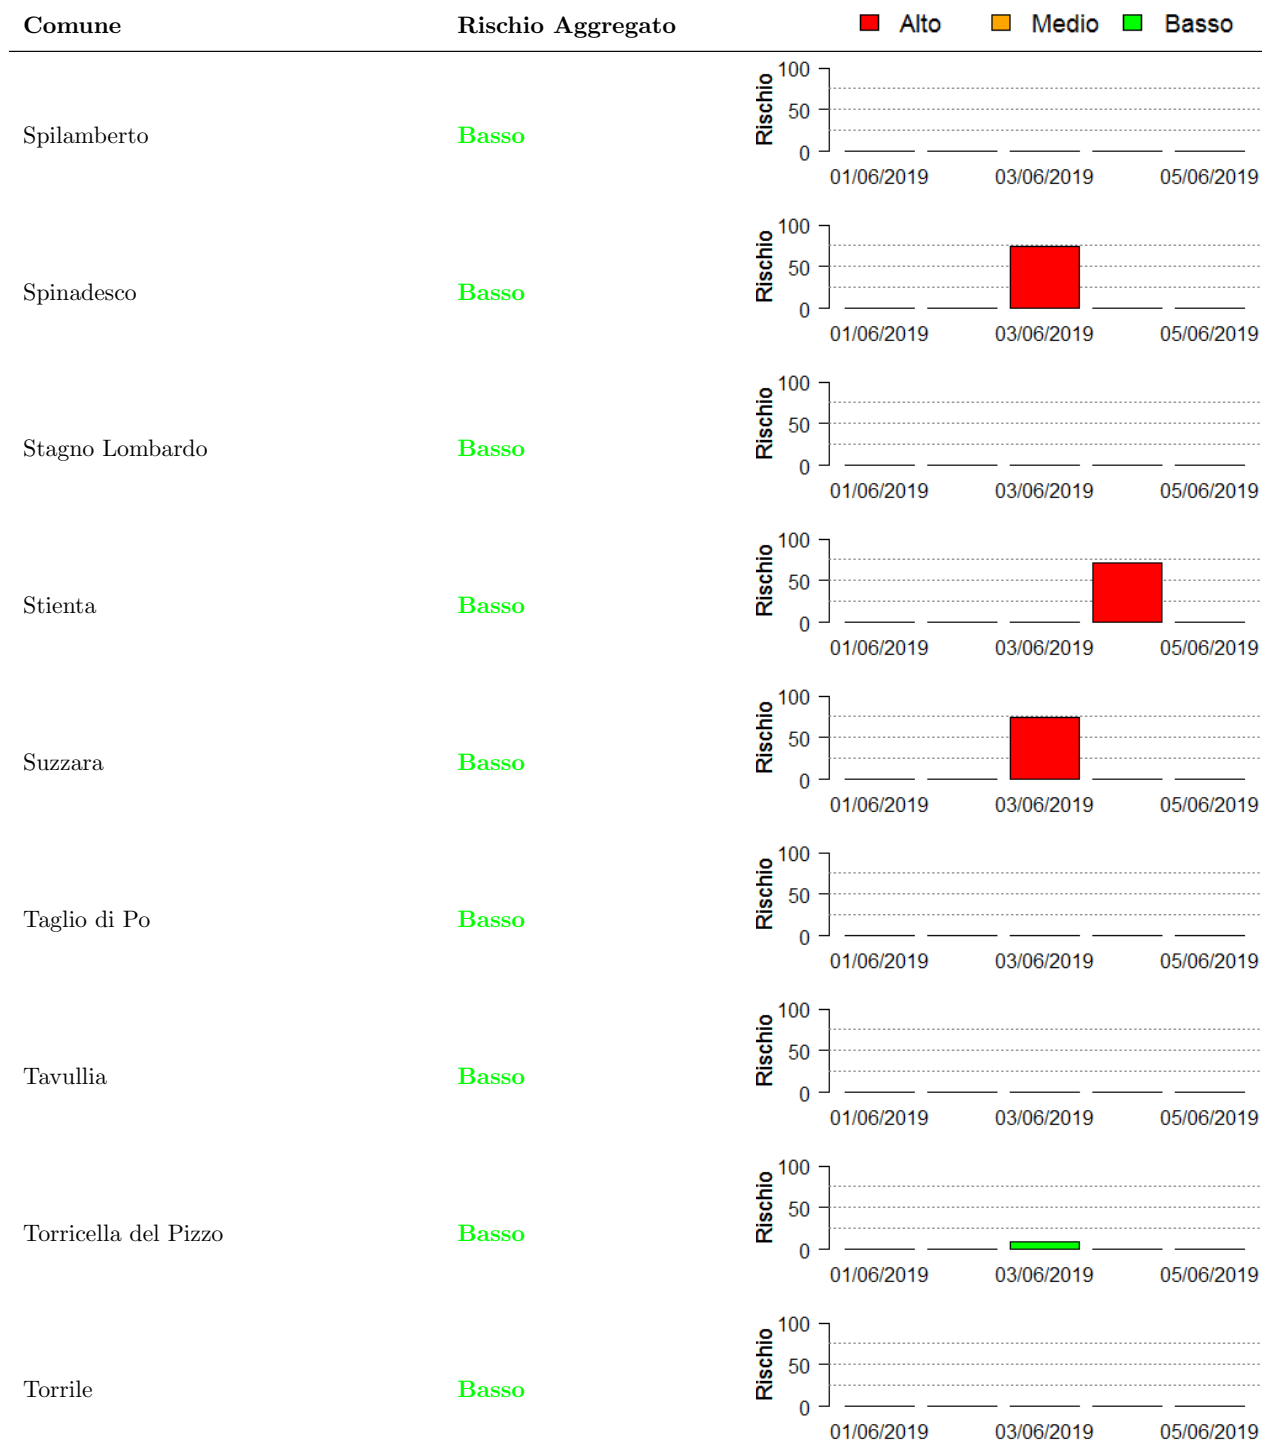 Comune Rischio Aggregato Alto Medio Basso
Spilamberto Basso Rischio 100 50 0
01/06/2019 03/06/2019 05/06/2019
Spinadesco Basso Rischio 100 50 0
01/06/2019 03/06/2019 05/06/2019
Stagno Lombardo Basso Rischio 100 50 0
01/06/2019 03/06/2019 05/06/2019
Stienta Basso Rischio 100 50 0
01/06/2019 03/06/2019 05/06/2019
Suzzara Basso Rischio 100 50 0
01/06/2019 03/06/2019 05/06/2019
Taglio di Po Basso Rischio 100 50 0
01/06/2019 03/06/2019 05/06/2019
Tavullia Basso Rischio 100 50 0
01/06/2019 03/06/2019 05/06/2019
Torricella del Pizzo Basso Rischio 100 50 0
01/06/2019 03/06/2019 05/06/2019
Torrile Basso Rischio 100 50 0
01/06/2019 03/06/2019 05/06/2019